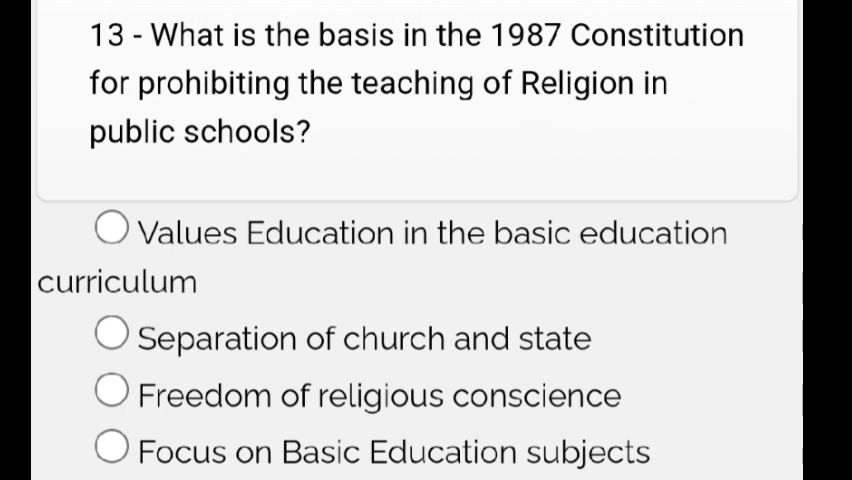 13 - What is the basis in the 1987 Constitution
for prohibiting the teaching of Religion in
public schools?
Values Education in the basic education
curriculum
Separation of church and state
Freedom of religious conscience
Focus on Basic Education subjects